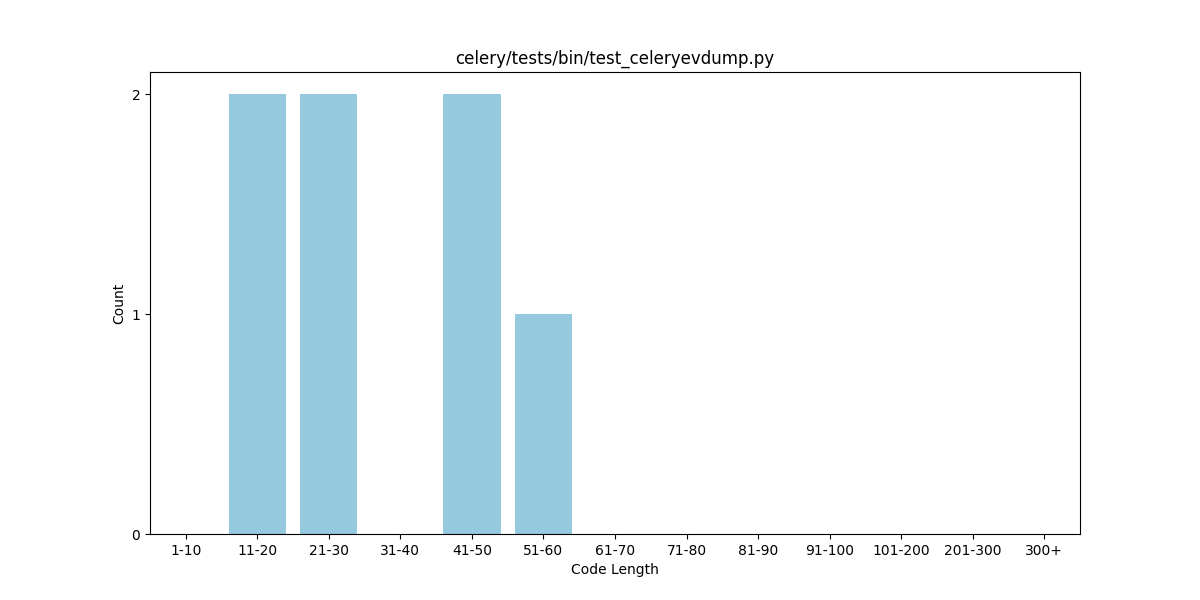 celery/tests/bin/test_celeryevdump.py
2
1
0
Count
1-10 11-20 21-30 31-40 41-50 51-60 61-70 71-80 81-90 91-100 101-200 201-300 300+
Code Length